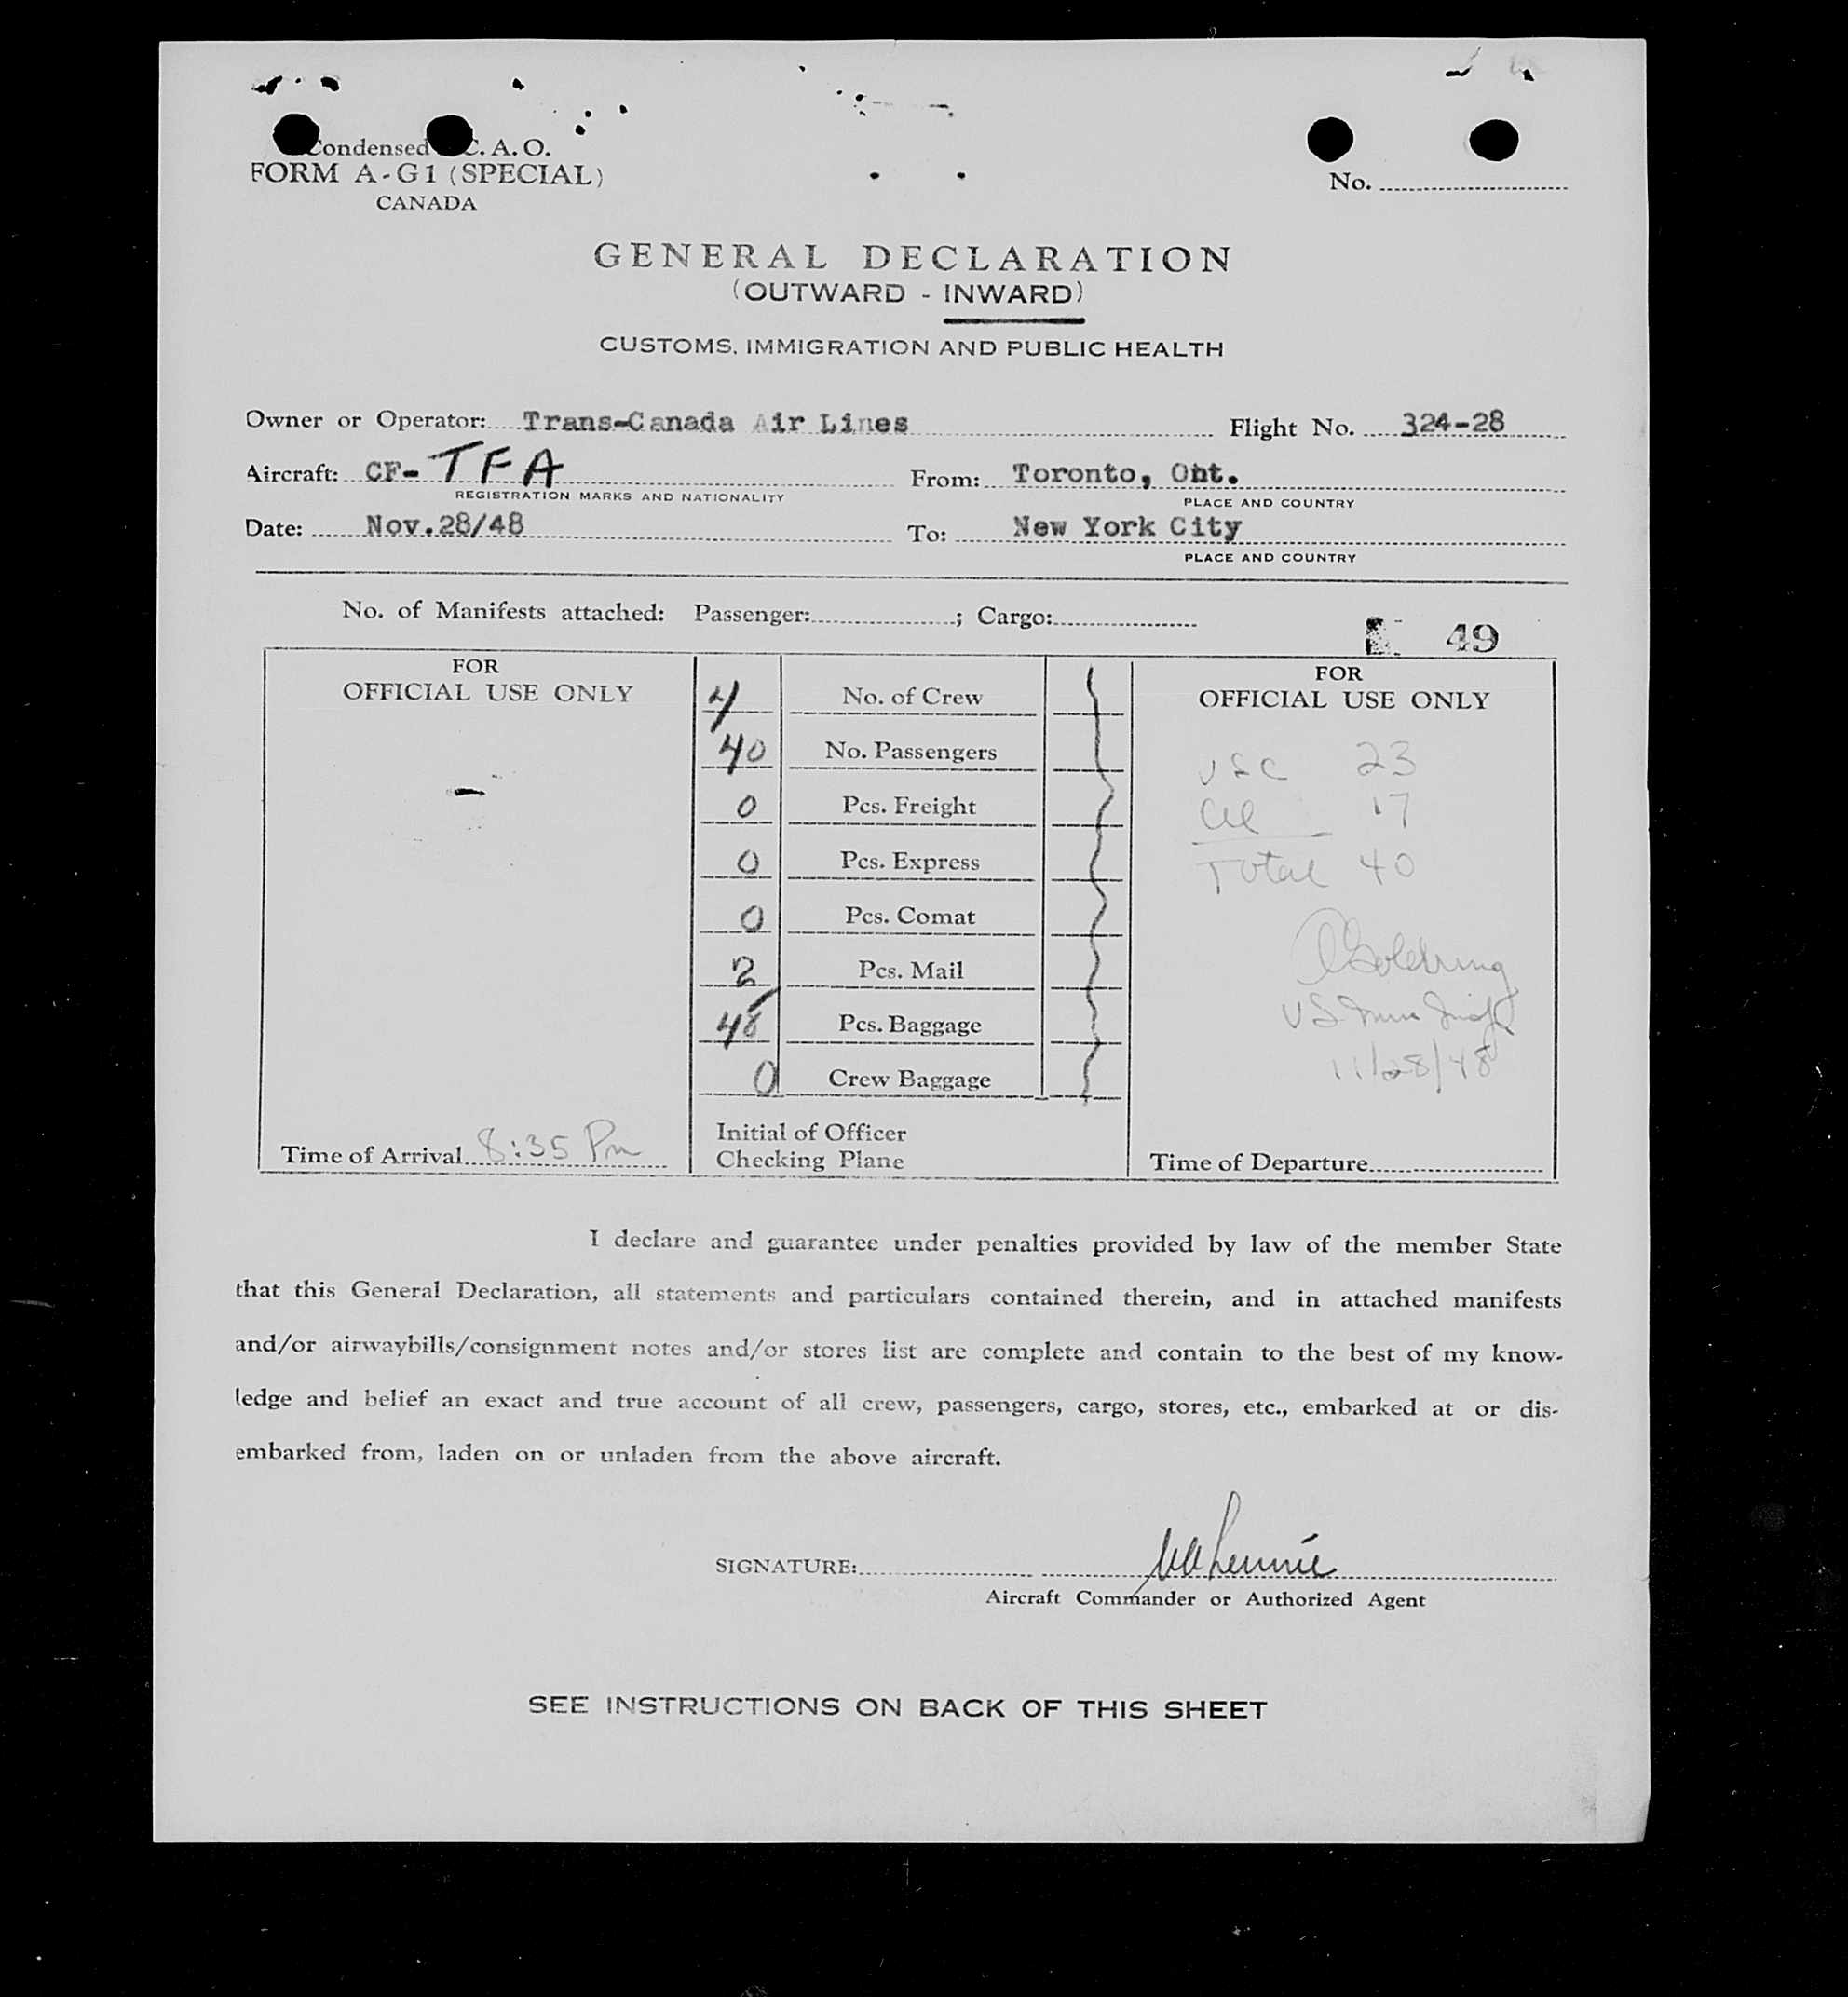 Condensed C. A. O.
FORM A-G1 (SPECIAL)
CANADA
No.
GENERAL DECLARATION
(OUTWARD - INWARD)
CUSTOMS, IMMIGRATION AND PUBLIC HEALTH
Owner or Operator: Trans-Canada Air Lines Flight No. 324-28
Aircraft: CF-TFA From: Toronto, Ont.
REGISTRATION MARKS AND NATIONALITY PLACE AND COUNTRY
Date: Nov.28/48 To: New York City
PLACE AND COUNTRY
No. of Manifests attached: Passenger: ; Cargo:
49
FOR
OFFICIAL USE ONLY
Time of Arrival 8:35 Pm
4 No. of Crew
40 No. Passengers
0 Pcs. Freight
0 Pcs. Express
0 Pcs. Comat
2 Pcs. Mail
48 Pcs. Baggage
0 Crew Baggage
Initial of Officer
Checking Plane
FOR
OFFICIAL USE ONLY
USC 23
Al 17
Total 40
Goldring
US Imm Insp
11/28/48
Time of Departure
I declare and guarantee under penalties provided by law of the member State
that this General Declaration, all statements and particulars contained therein, and in attached manifests
and/or airwaybills/consignment notes and/or stores list are complete and contain to the best of my know-
ledge and belief an exact and true account of all crew, passengers, cargo, stores, etc., embarked at or dis-
embarked from, laden on or unladen from the above aircraft.
SIGNATURE: Rennie
Aircraft Commander or Authorized Agent
SEE INSTRUCTIONS ON BACK OF THIS SHEET